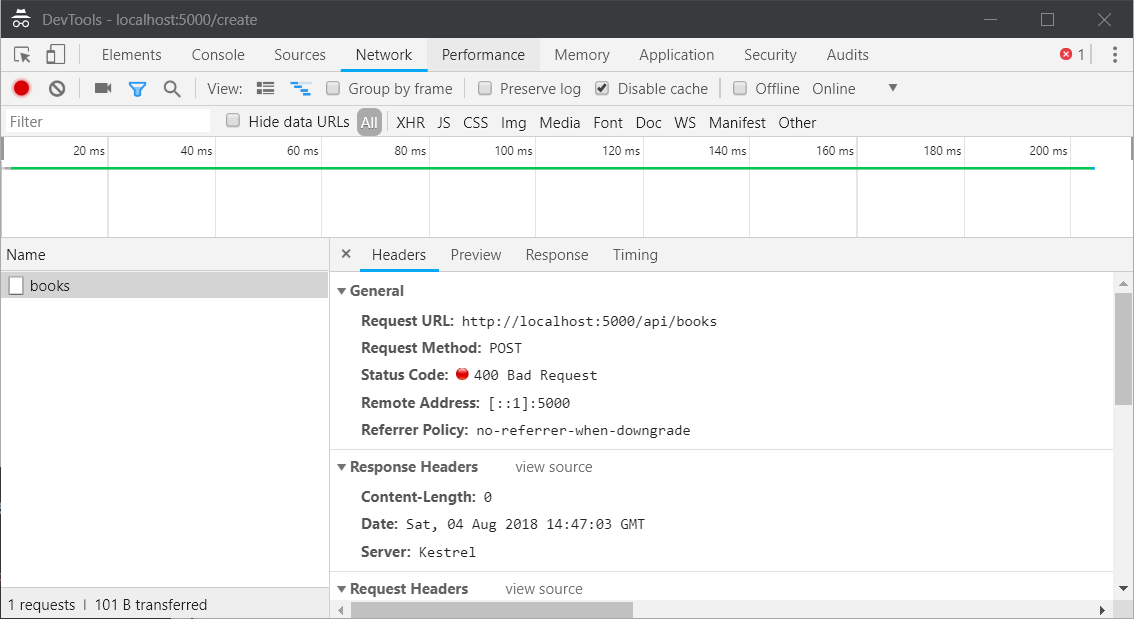 DevTools - localhost:5000/create
Elements Console Sources Network Performance Memory Application Security Audits 1
View: Group by frame Preserve log Disable cache Offline Online
Filter Hide data URLs All XHR JS CSS Img Media Font Doc WS Manifest Other
20 ms 40 ms 60 ms 80 ms 100 ms 120 ms 140 ms 160 ms 180 ms 200 ms
Name
books
1 requests | 101 B transferred
Headers Preview Response Timing
General
Request URL: http://localhost:5000/api/books
Request Method: POST
Status Code: 400 Bad Request
Remote Address: [::1]:5000
Referrer Policy: no-referrer-when-downgrade
Response Headers view source
Content-Length: 0
Date: Sat, 04 Aug 2018 14:47:03 GMT
Server: Kestrel
Request Headers view source